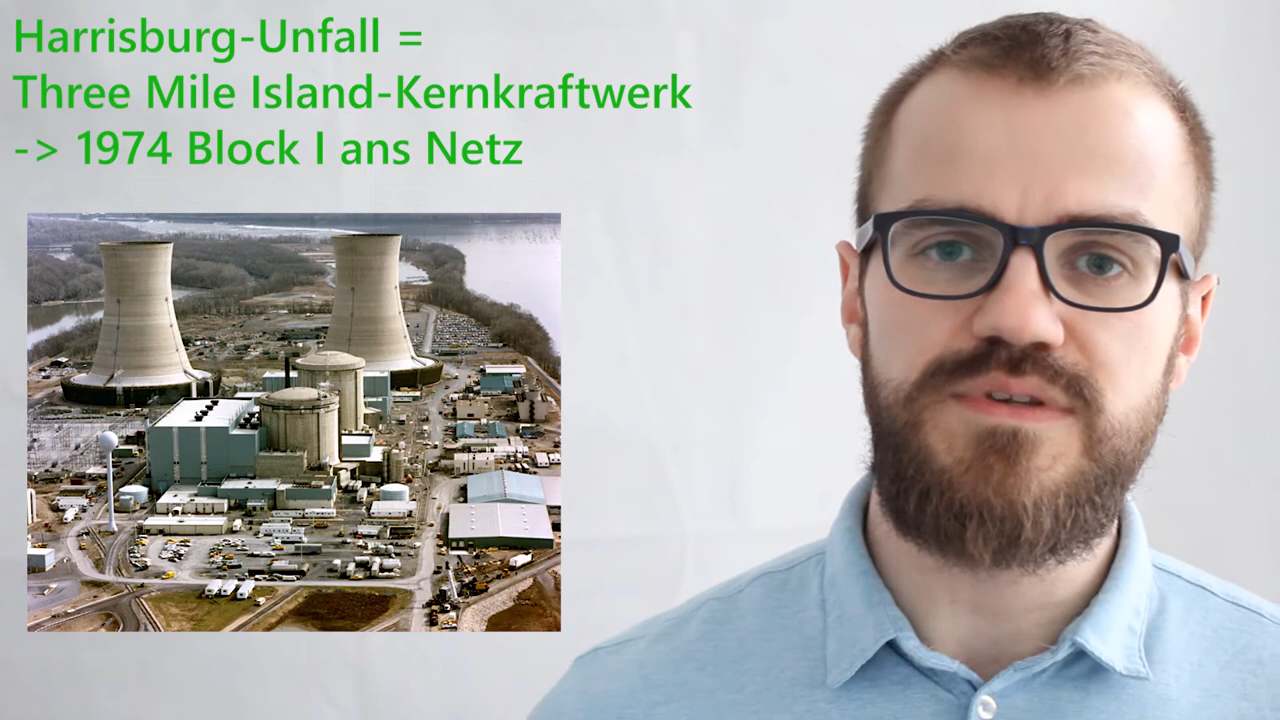 Harrisburg-Unfall =
Three Mile Island-Kernkraftwerk
-> 1974 Block I ans Netz